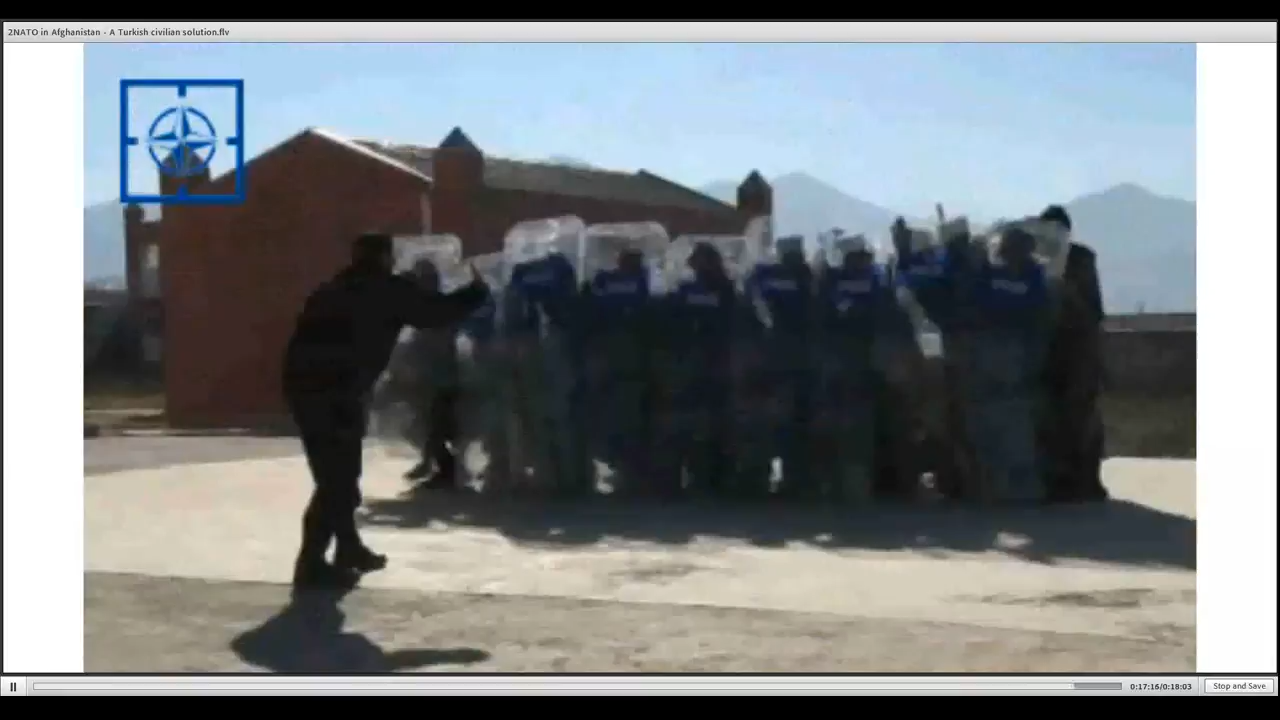 2NATO in Afghanistan - A Turkish civilian solution.flv
0:17:16/0:18:03
Stop and Save